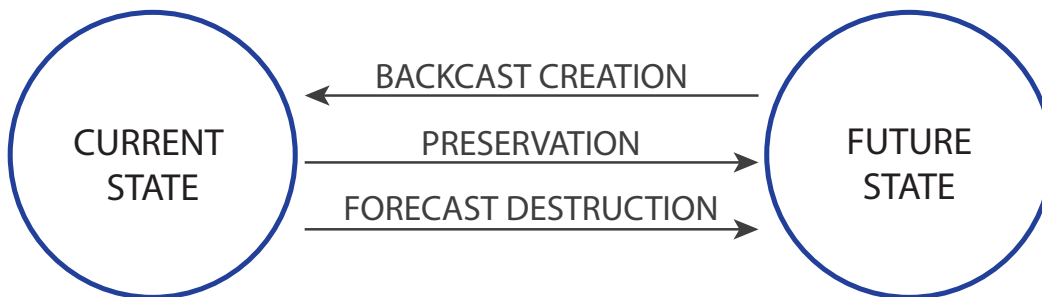 CURRENT
STATE
BACKCAST CREATION
PRESERVATION
FORECAST DESTRUCTION
FUTURE
STATE